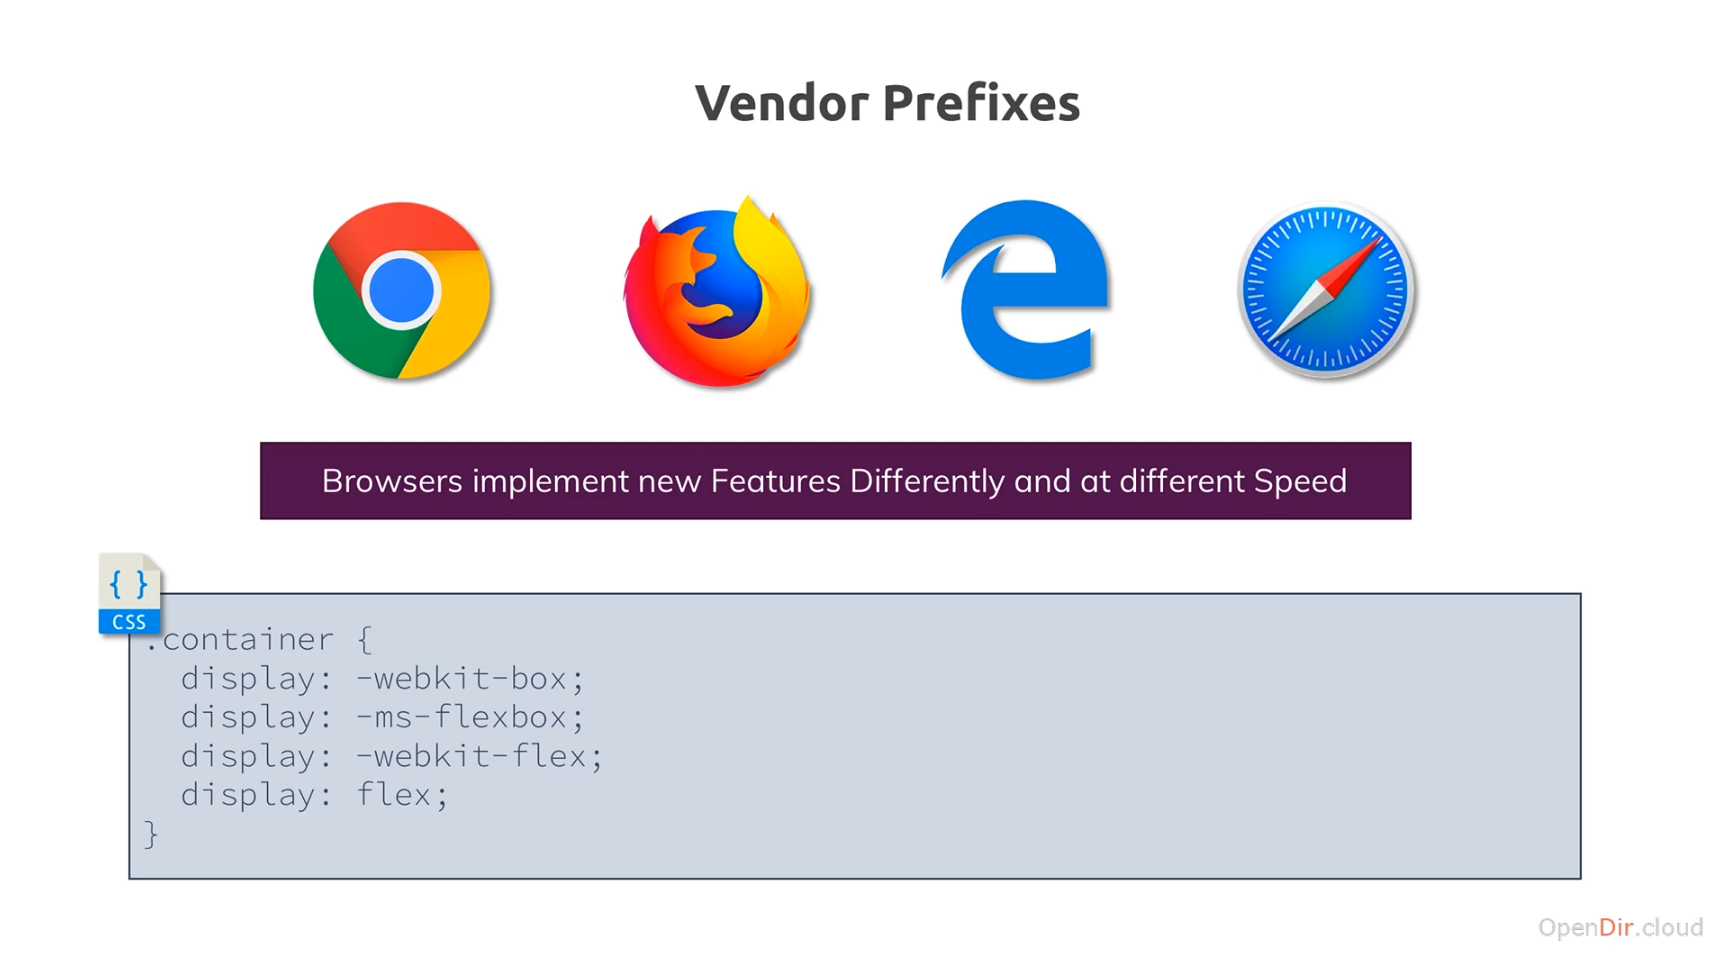 Vendor Prefixes
Browsers implement new Features Differently and at different Speed
{ }
CSS
.container {
display: -webkit-box;
display: -ms-flexbox;
display: -webkit-flex;
display: flex;
}
OpenDir.cloud